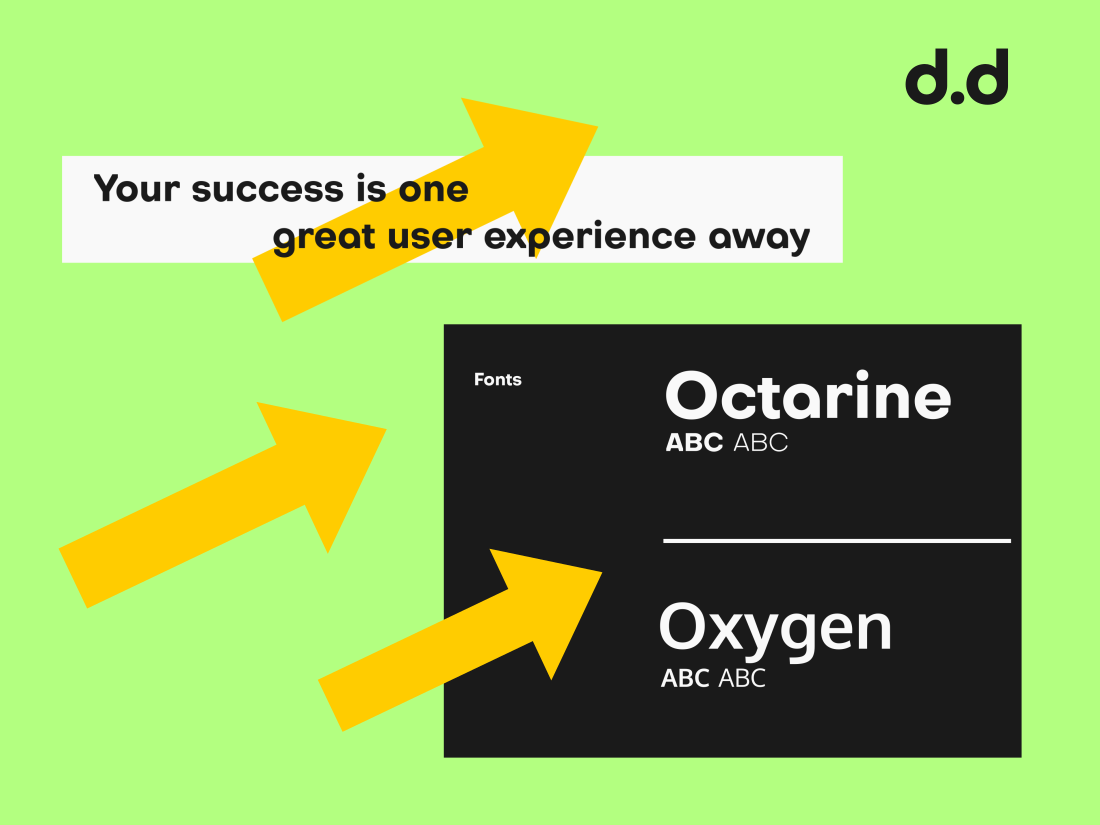 d.d
Your success is one
great user experience away
Fonts
Octarine
ABC ABC
Oxygen
ABC ABC